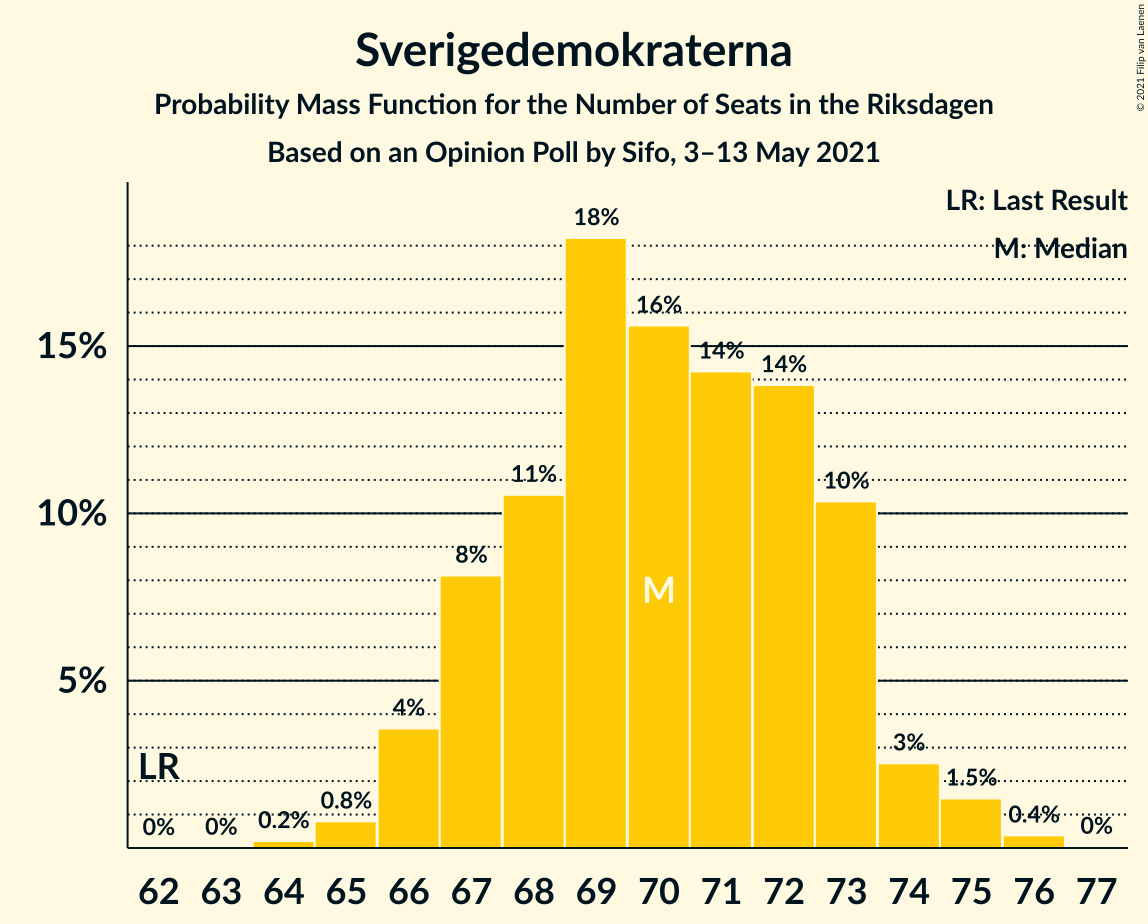 Sverigedemokraterna
Probability Mass Function for the Number of Seats in the Riksdagen
Based on an Opinion Poll by Sifo, 3–13 May 2021
© 2021 Filip van Laenen
LR: Last Result
M: Median
15%
10%
5%
LR
0%
0%
0.2%
0.8%
4%
8%
11%
18%
16%
14%
14%
10%
3%
1.5%
0.4%
0%
M
62 63 64 65 66 67 68 69 70 71 72 73 74 75 76 77